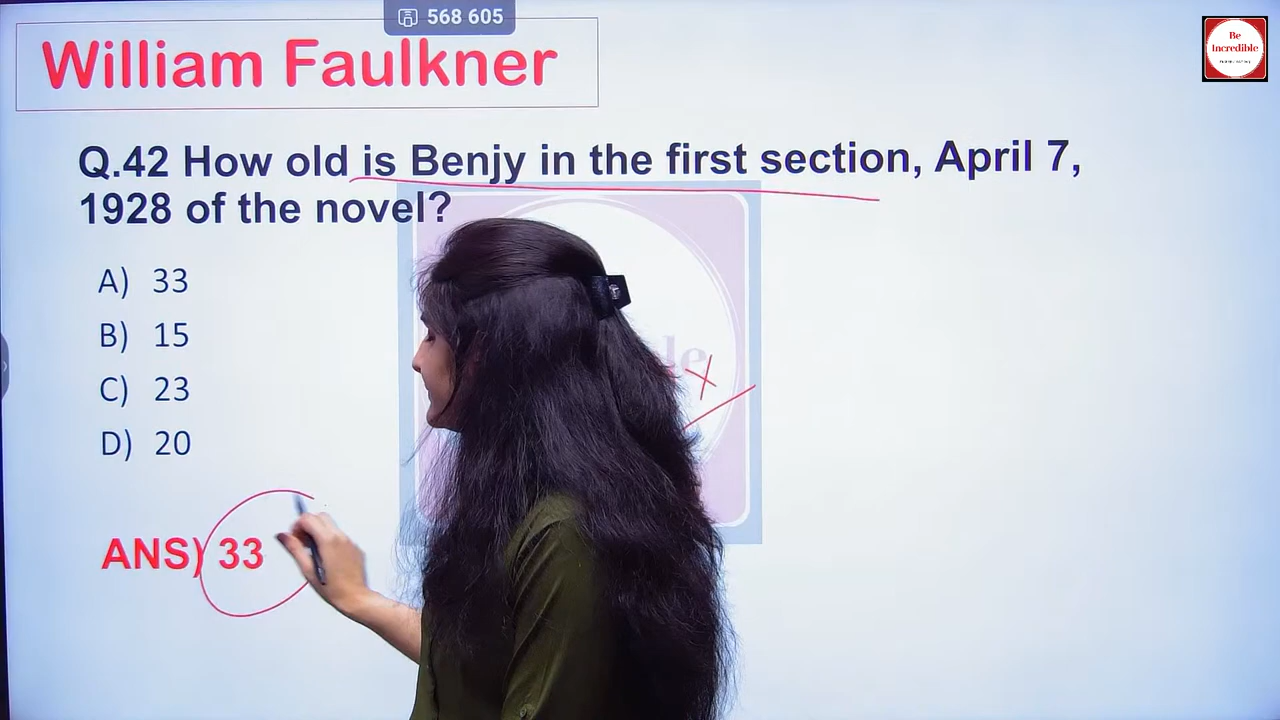 568 605
William Faulkner
Be
Incredible
Q.42 How old is Benjy in the first section, April 7,
1928 of the novel?
A) 33
B) 15
C) 23
D) 20
ANS) 33